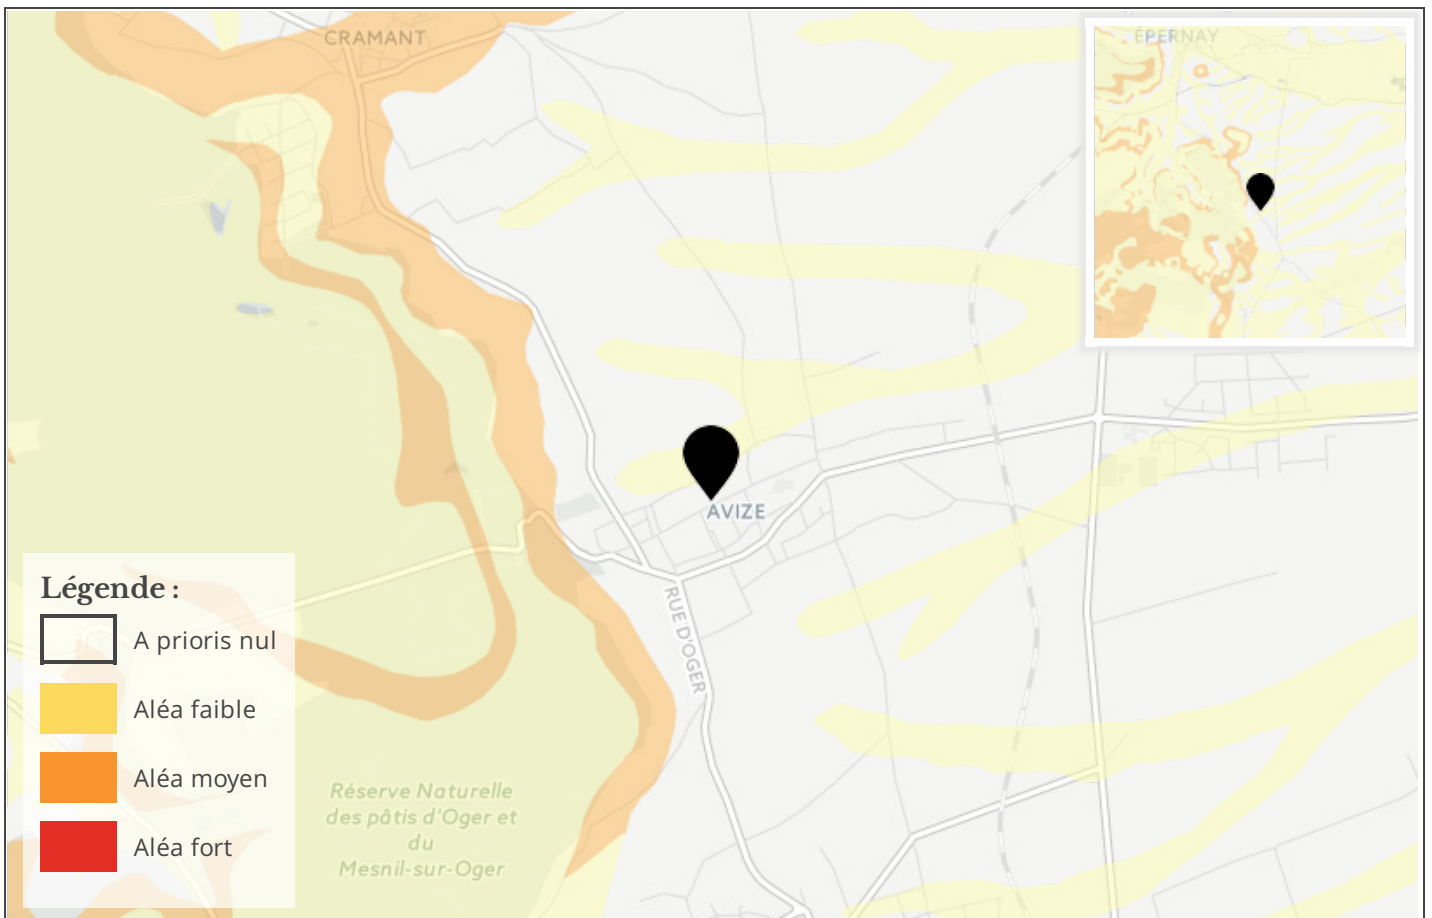 CRAMANT
ÉPERNAY
AVIZE
RUE D'OGER
Légende :
A prioris nul
Aléa faible
Aléa moyen
Aléa fort
Réserve Naturelle
des pâtis d'Oger et
du
Mesnil-sur-Oger